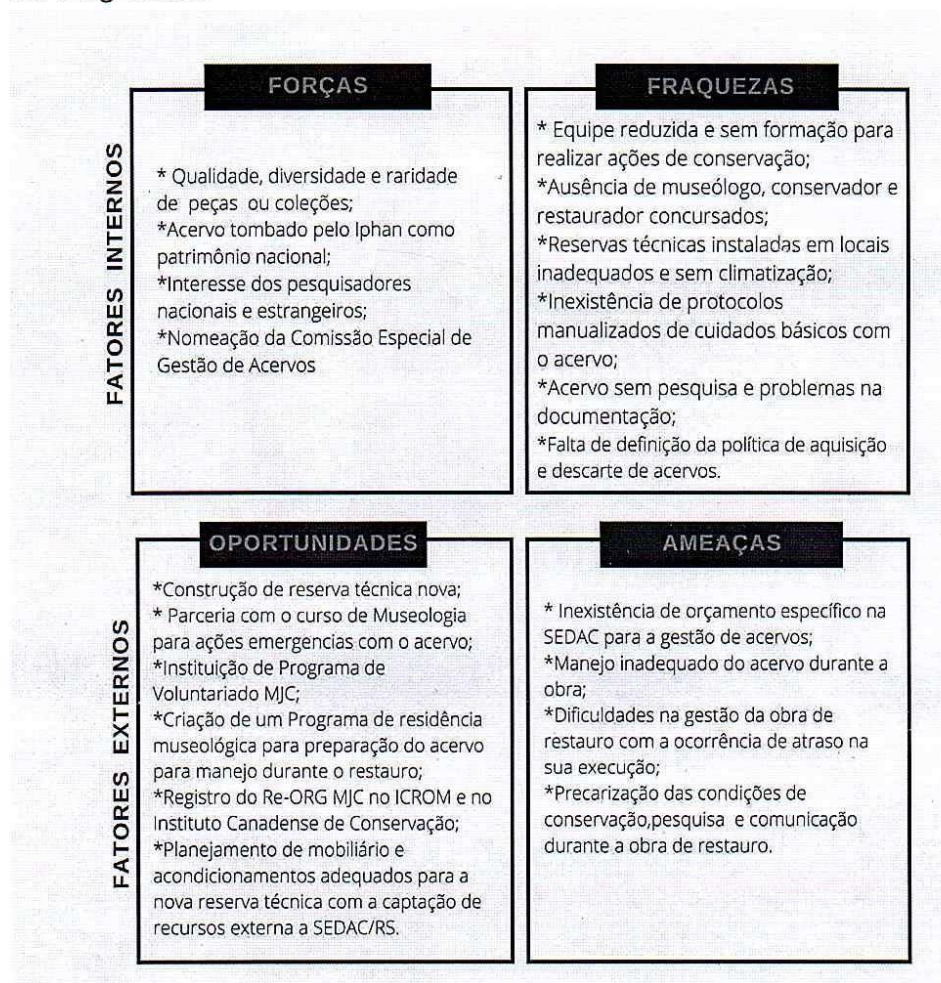 FORÇAS
FATORES INTERNOS
* Qualidade, diversidade e raridade
de peças ou coleções;
*Acervo tombado pelo Iphan como
patrimônio nacional;
*Interesse dos pesquisadores
nacionais e estrangeiros;
*Nomeação da Comissão Especial de
Gestão de Acervos
FRAQUEZAS
* Equipe reduzida e sem formação para
realizar ações de conservação;
*Ausência de museólogo, conservador e
restaurador concursados;
*Reservas técnicas instaladas em locais
inadequados e sem climatização;
*Inexistência de protocolos
manualizados de cuidados básicos com
o acervo;
*Acervo sem pesquisa e problemas na
documentação;
*Falta de definição da política de aquisição
e descarte de acervos.
FATORES EXTERNOS
OPORTUNIDADES
*Construção de reserva técnica nova;
* Parceria com o curso de Museologia
para ações emergencias com o acervo;
*Instituição de Programa de
Voluntariado MJC;
*Criação de um Programa de residência
museológica para preparação do acervo
para manejo durante o restauro;
*Registro do Re-ORG MJC no ICROM e no
Instituto Canadense de Conservação;
*Planejamento de mobiliário e
acondicionamentos adequados para a
nova reserva técnica com a captação de
recursos externa a SEDAC/RS.
AMEAÇAS
* Inexistência de orçamento específico na
SEDAC para a gestão de acervos;
*Manejo inadequado do acervo durante a
obra;
*Dificuldades na gestão da obra de
restauro com a ocorrência de atraso na
sua execução;
*Precarização das condições de
conservação,pesquisa e comunicação
durante a obra de restauro.